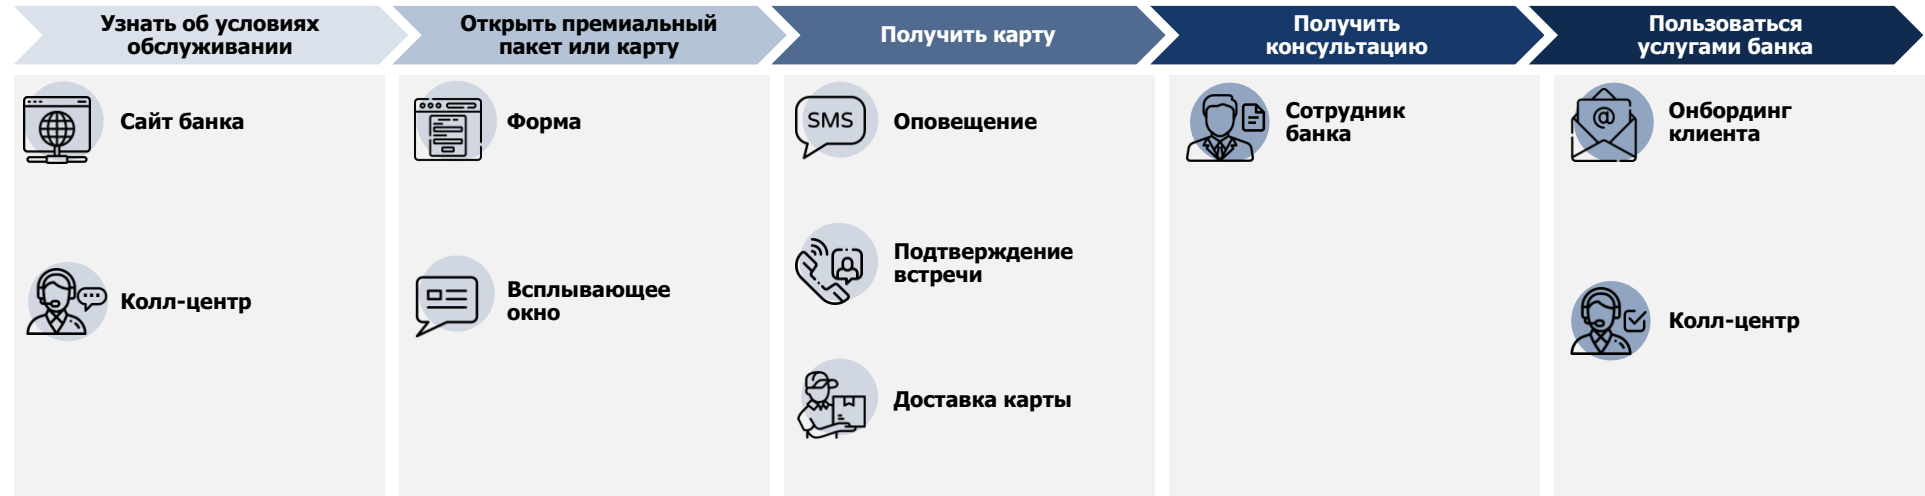 Узнать об условиях
обслуживании
Открыть премиальный
пакет или карту
Получить карту
Получить
консультацию
Пользоваться
услугами банка
Сайт банка
Колл-центр
Форма
Всплывающее
окно
SMS
Оповещение
Подтверждение
встречи
Доставка карты
Сотрудник
банка
@
Онбординг
клиента
Колл-центр